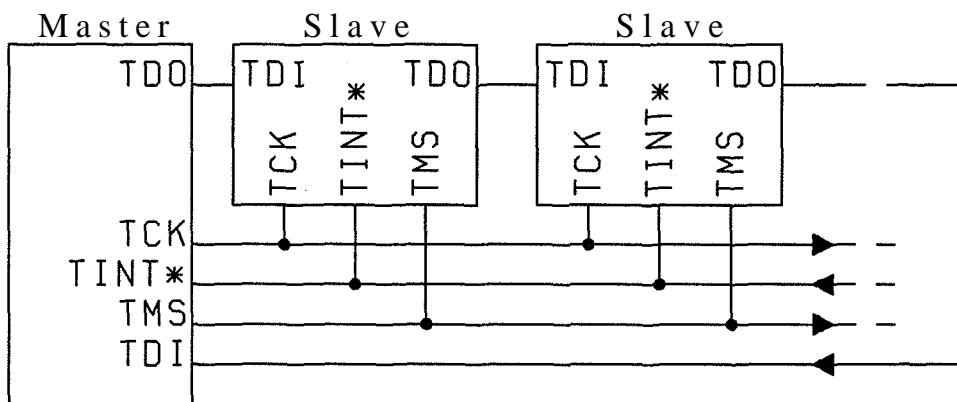 Master Slave Slave
TDO TDI TDO TDI TDO
TCK TINT* TMS TCK TINT* TMS
TCK
TINT*
TMS
TDI